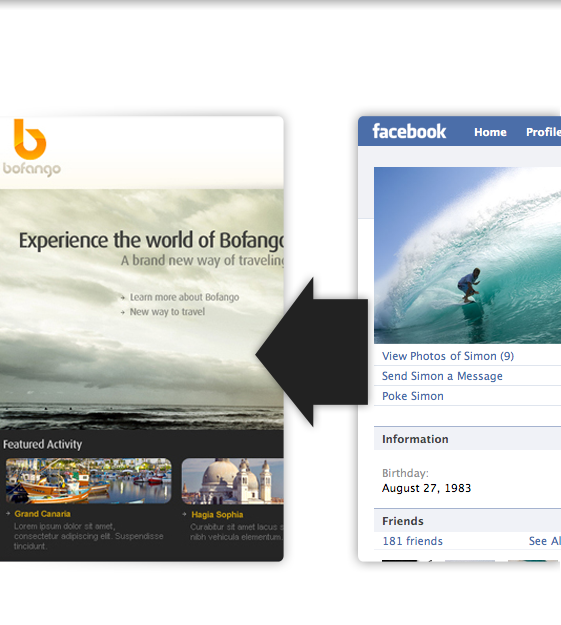 bofango
Experience the world of Bofango
A brand new way of traveling
+ Learn more about Bofango
+ New way to travel
Featured Activity
+ Grand Canaria
Lorem ipsum dolor sit amet,
consectetur adipiscing elit. Suspendisse
tincidunt.
+ Hagia Sophia
Curabitur sit amet lacus s
nibh vehicula elementum.
facebook Home Profile
View Photos of Simon (9)
Send Simon a Message
Poke Simon
Information
Birthday:
August 27, 1983
Friends
181 friends See Al